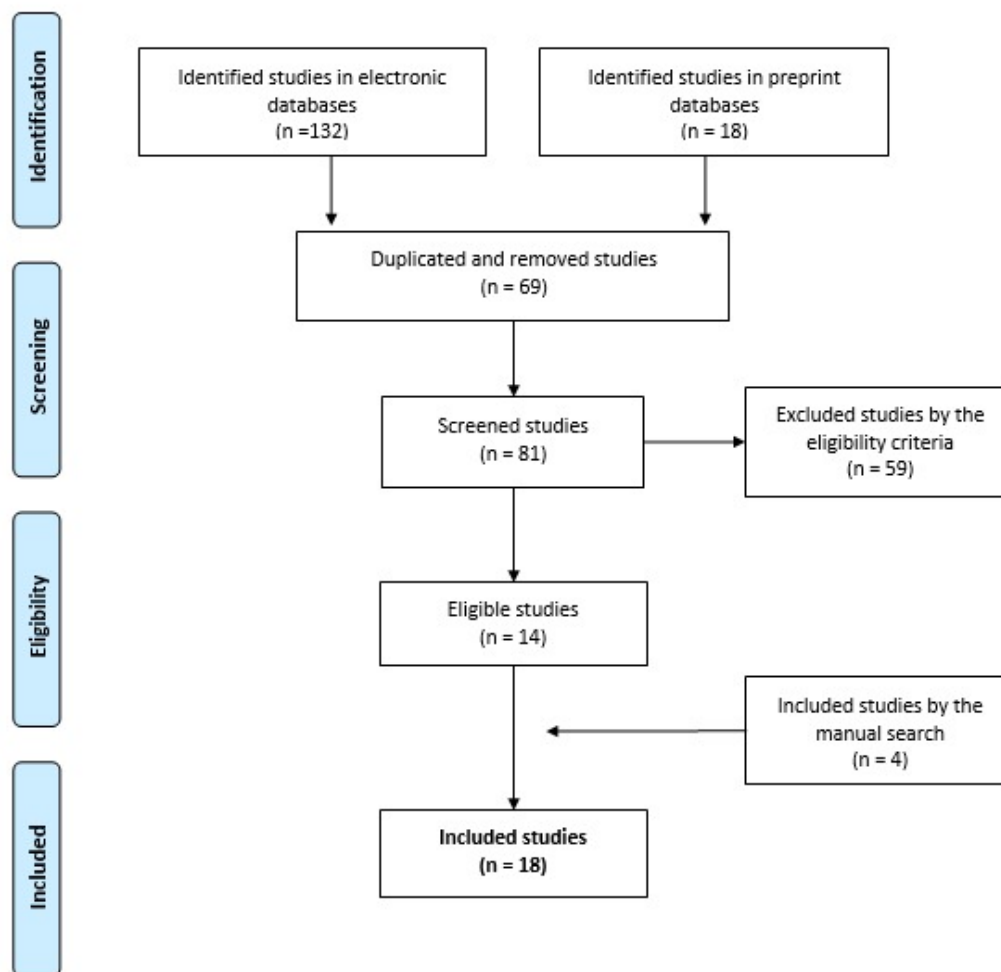 Identification
Identified studies in electronic
databases
(n =132)
Identified studies in preprint
databases
(n = 18)
Duplicated and removed studies
(n = 69)
Screening
Screened studies
(n = 81)
Excluded studies by the
eligibility criteria
(n = 59)
Eligibility
Eligible studies
(n = 14)
Included studies by the
manual search
(n = 4)
Included
Included studies
(n = 18)